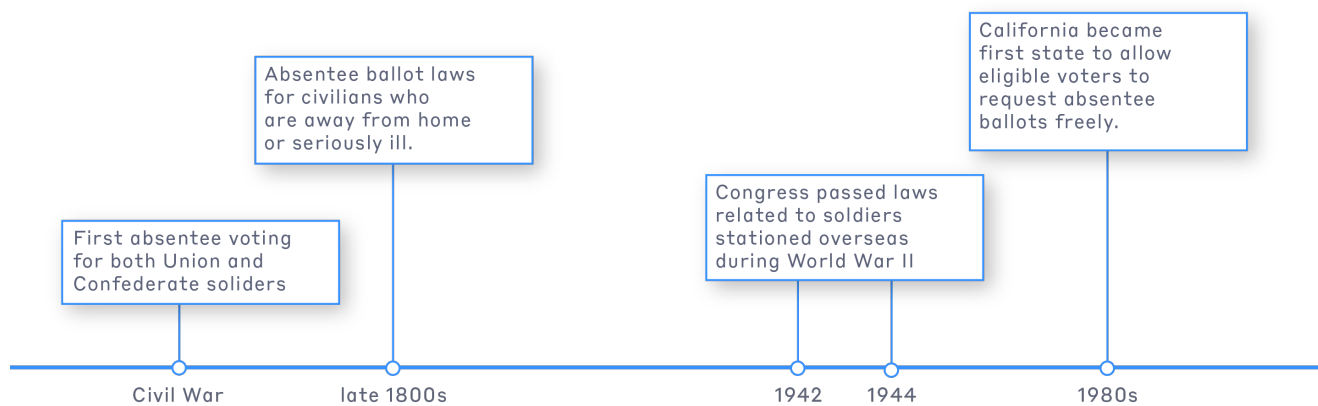 First absentee voting
for both Union and
Confederate soliders
Civil War
Absentee ballot laws
for civilians who
are away from home
or seriously ill.
late 1800s
Congress passed laws
related to soldiers
stationed overseas
during World War II
1942
1944
California became
first state to allow
eligible voters to
request absentee
ballots freely.
1980s